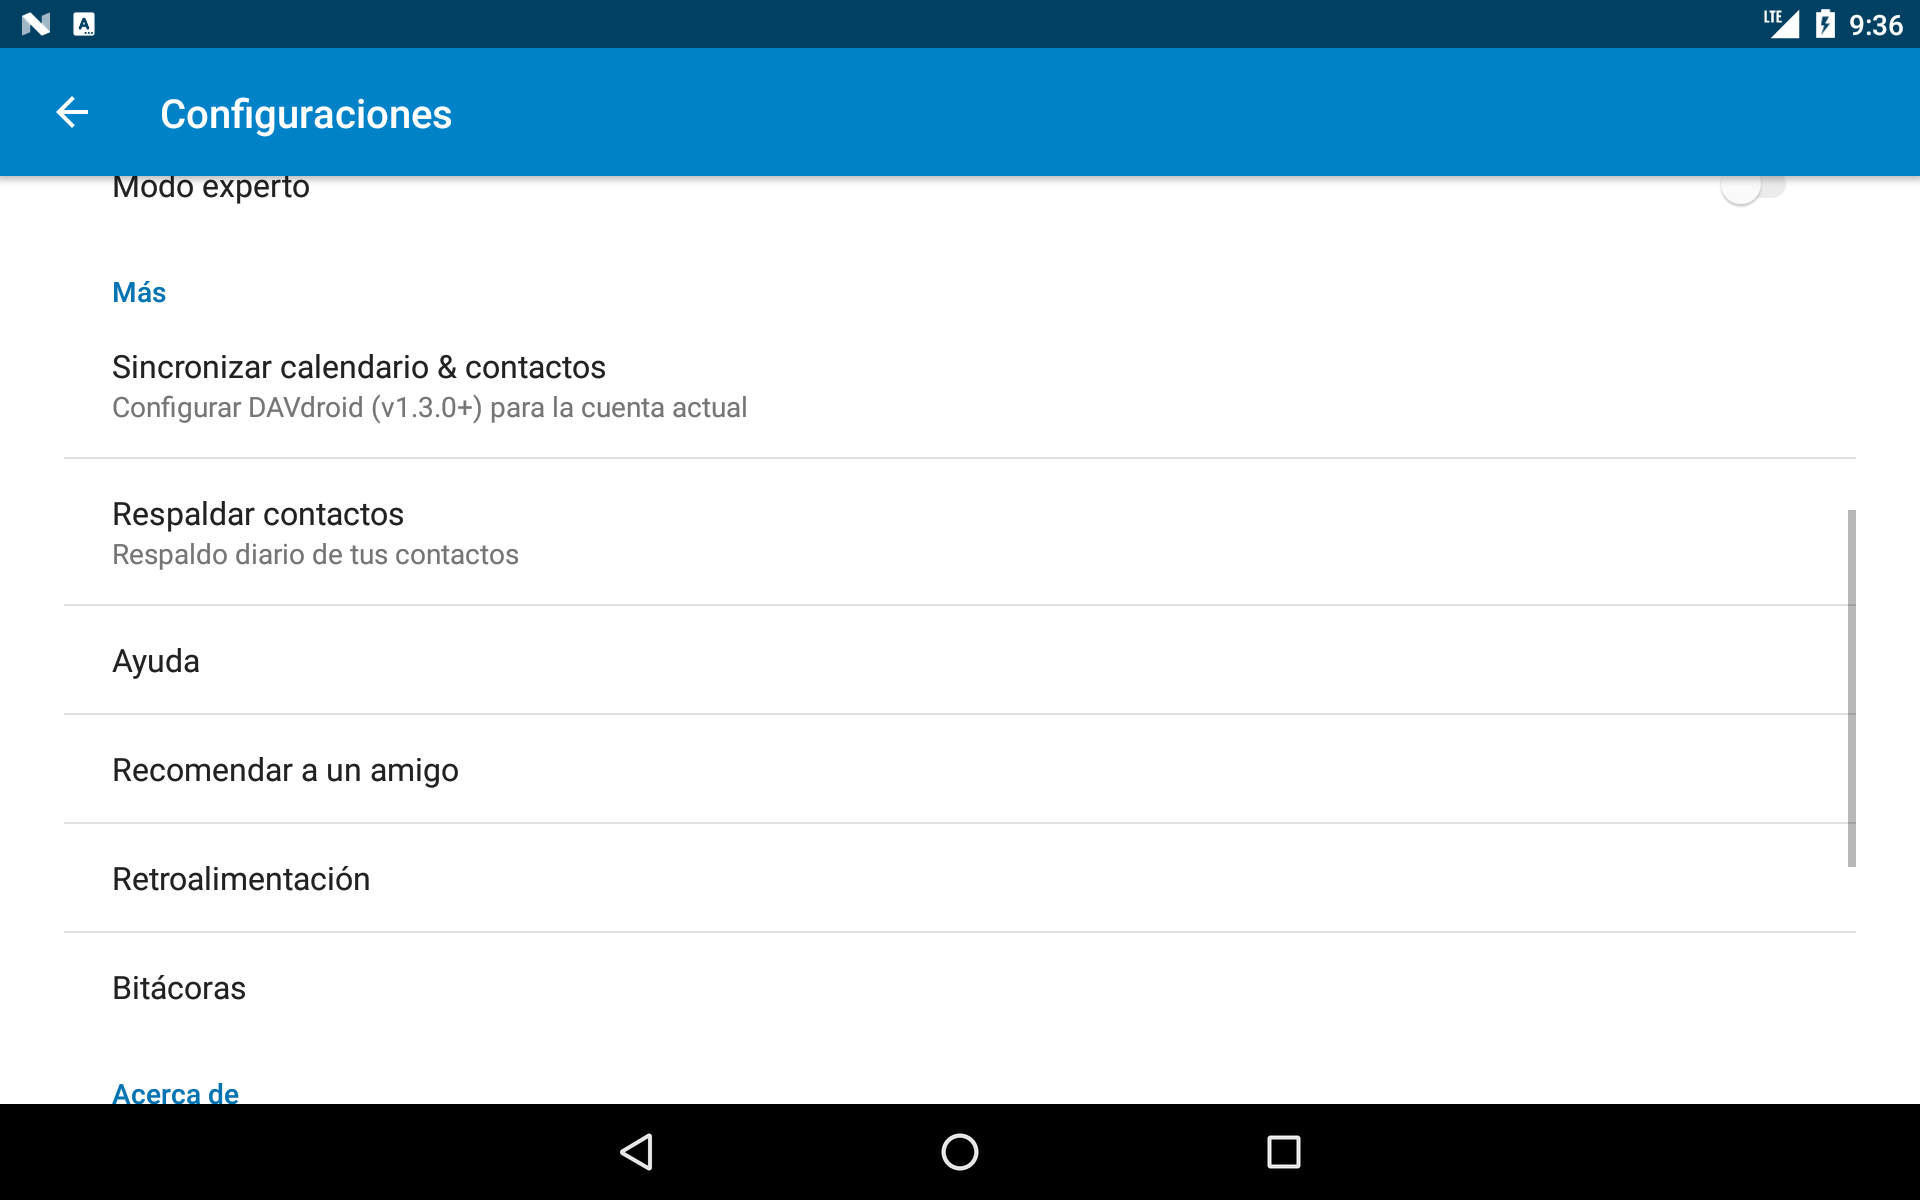 LTE 9:36
Configuraciones
Modo experto
Más
Sincronizar calendario & contactos
Configurar DAVdroid (v1.3.0+) para la cuenta actual
Respaldar contactos
Respaldo diario de tus contactos
Ayuda
Recomendar a un amigo
Retroalimentación
Bitácoras
Acerca de